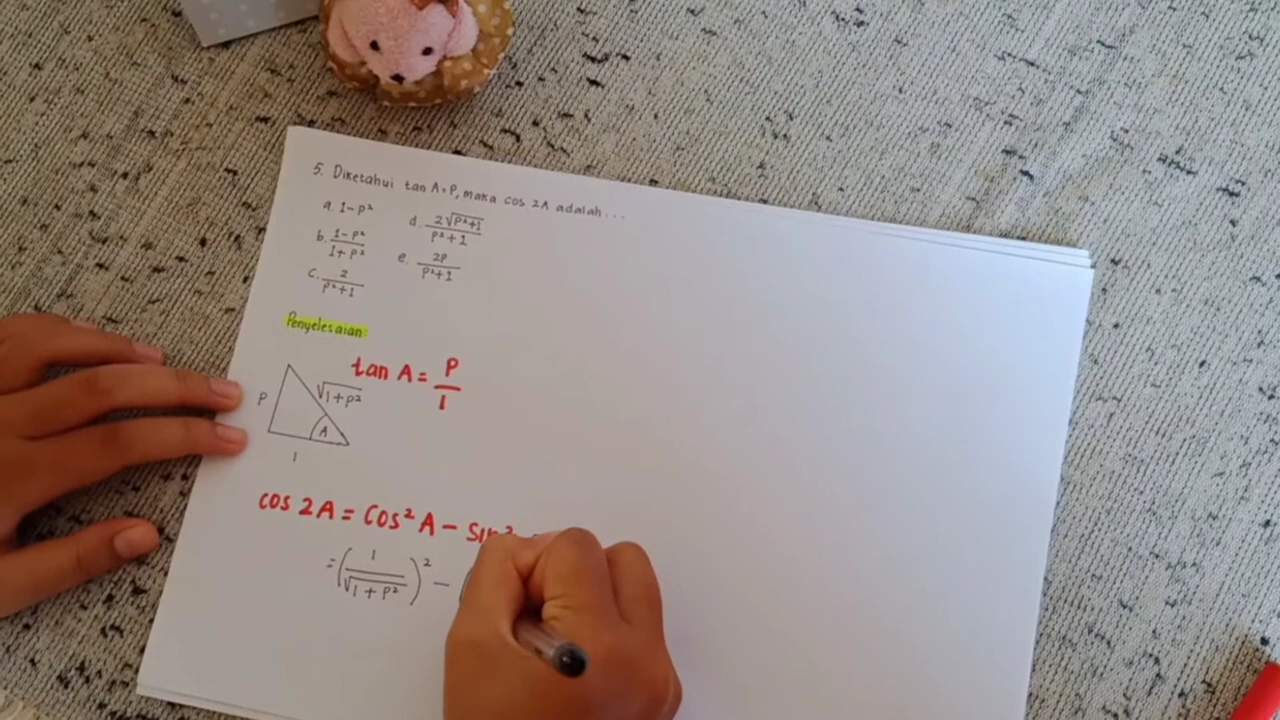 5. Diketahui tan A=P, maka cos 2A adalah...
a. 1-p²
b. 1-p²/1+p²
c. 2/p²+1
d. 2√p²+1/p²+1
e. 2p/p²+1
Penyelesaian:
tan A = P/1
P
√1+p²
A
1
cos 2A = Cos² A - Sin²
= (1/√1+p²)² - (